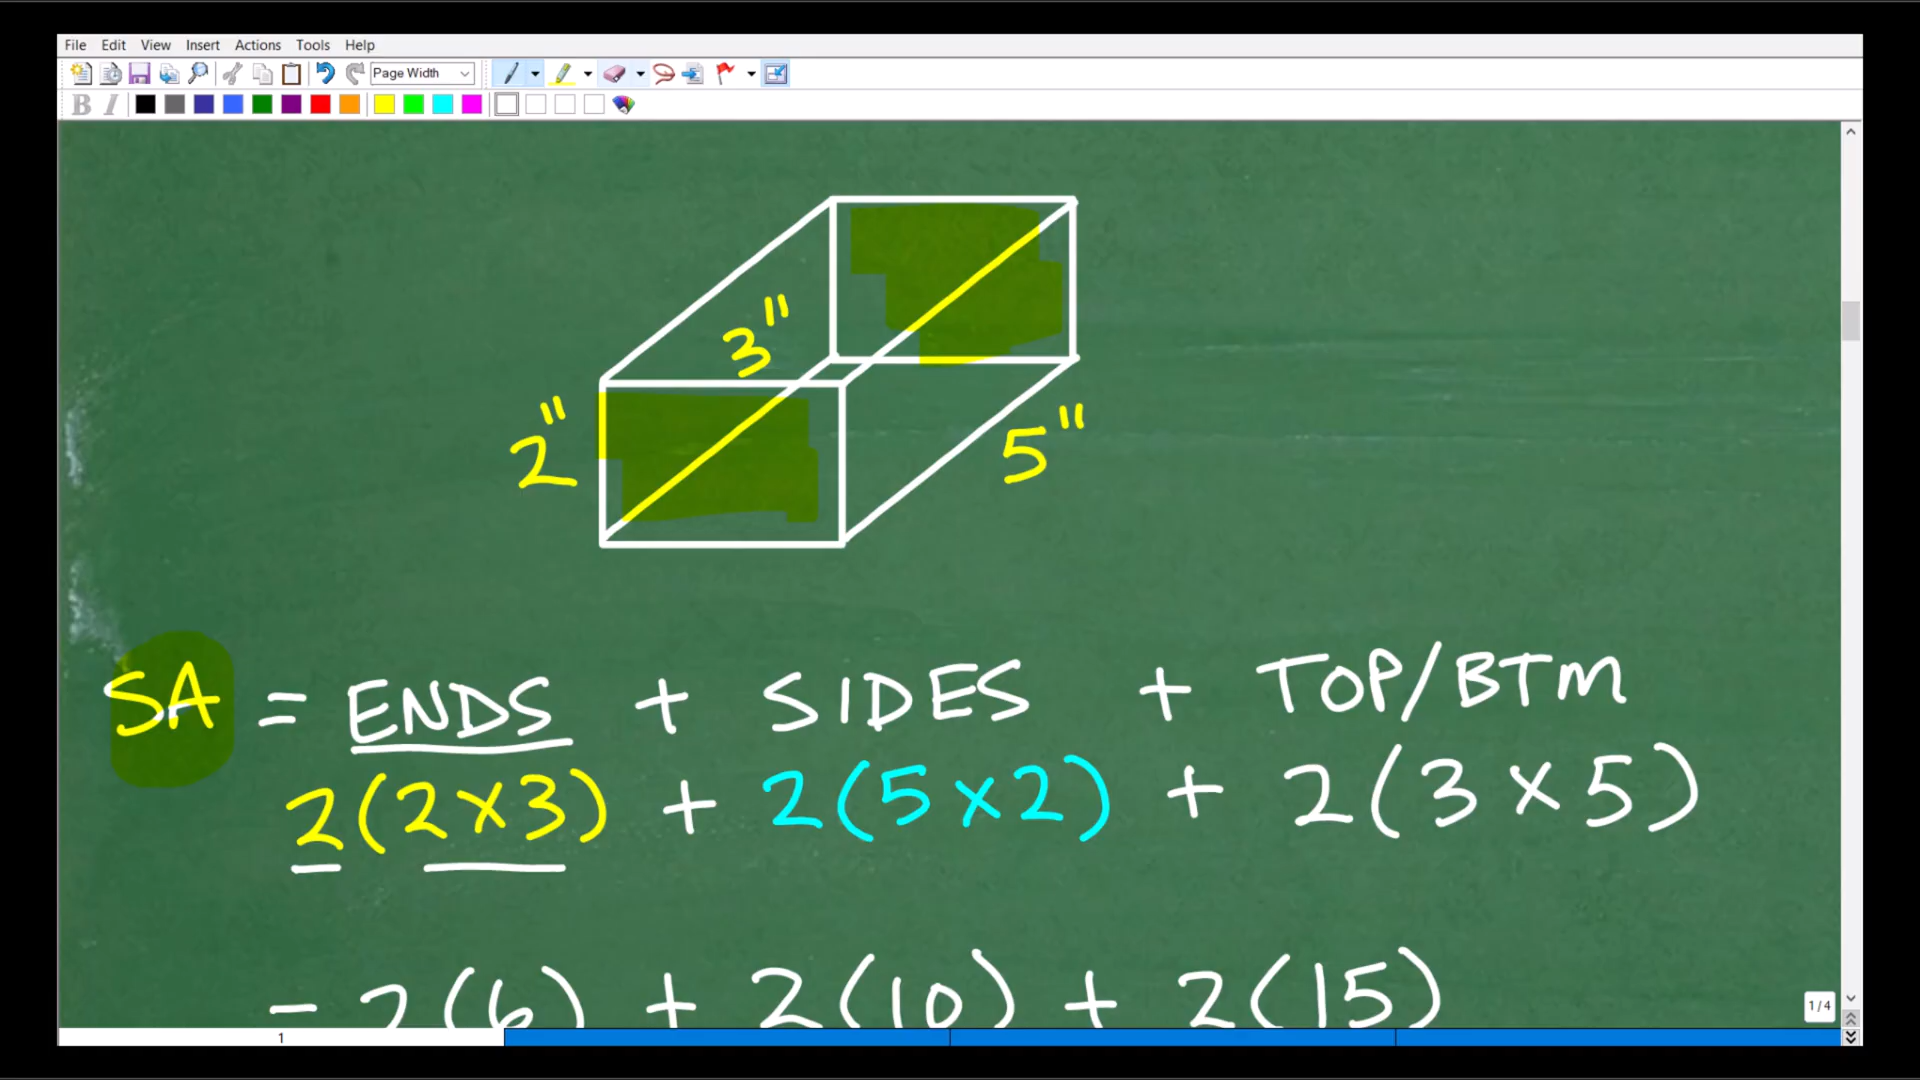 File Edit View Insert Actions Tools Help
Page Width
B I
3"
2"
5"
SA = ENDS + SIDES + TOP/BTM
2(2×3) + 2(5×2) + 2(3×5)
= 2(6) + 2(10) + 2(15)
1/4
1